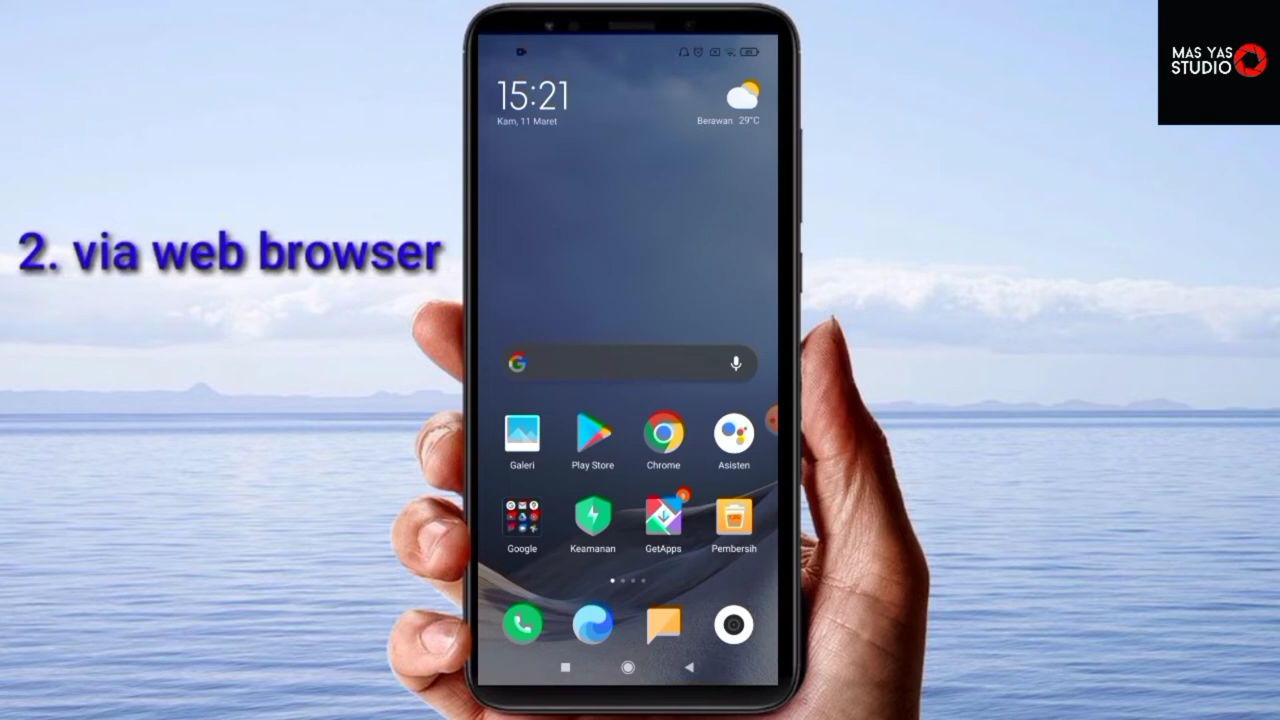 MAS YAS
STUDIO
15:21
Kam, 11 Maret
Berawan 29°C
2. via web browser
Galeri
Play Store
Chrome
Asisten
Google
Keamanan
GetApps
Pembersih